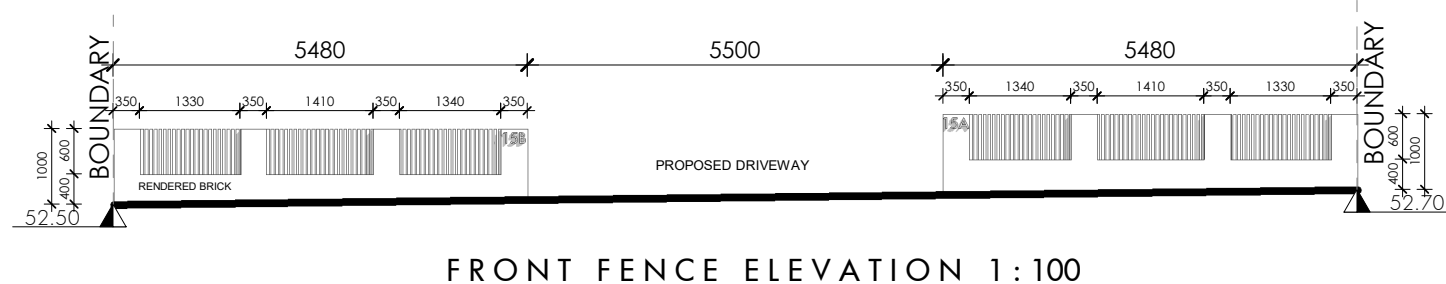 5480 5500 5480
350 1330 350 1410 350 1340 350
350 1340 350 1410 350 1330 350
BOUNDARY
1000
600
400
15B
RENDERED BRICK
52.50
PROPOSED DRIVEWAY
15A
BOUNDARY
600
400
1000
52.70
FRONT FENCE ELEVATION 1:100